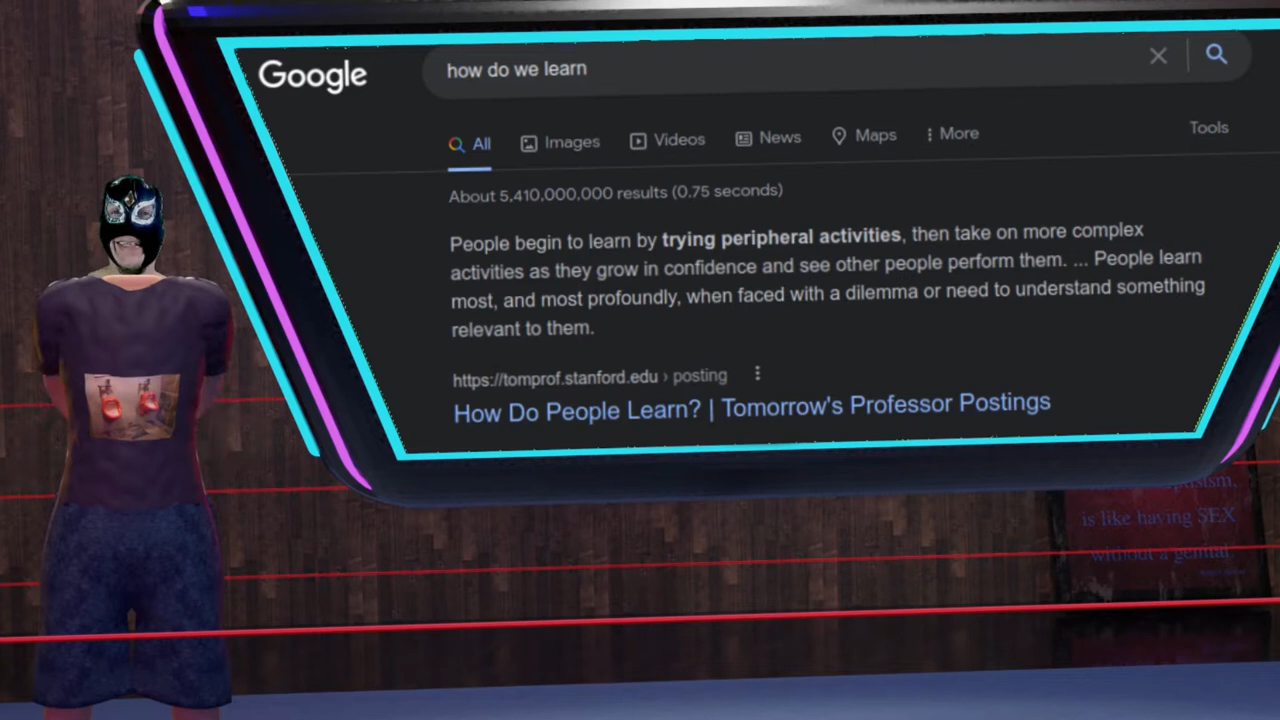 Google
how do we learn
All Images Videos News Maps More
Tools
About 5,410,000,000 results (0.75 seconds)
People begin to learn by trying peripheral activities, then take on more complex
activities as they grow in confidence and see other people perform them. ... People learn
most, and most profoundly, when faced with a dilemma or need to understand something
relevant to them.
https://tomprof.stanford.edu › posting
How Do People Learn? | Tomorrow's Professor Postings
is like having SEX
without a genital.